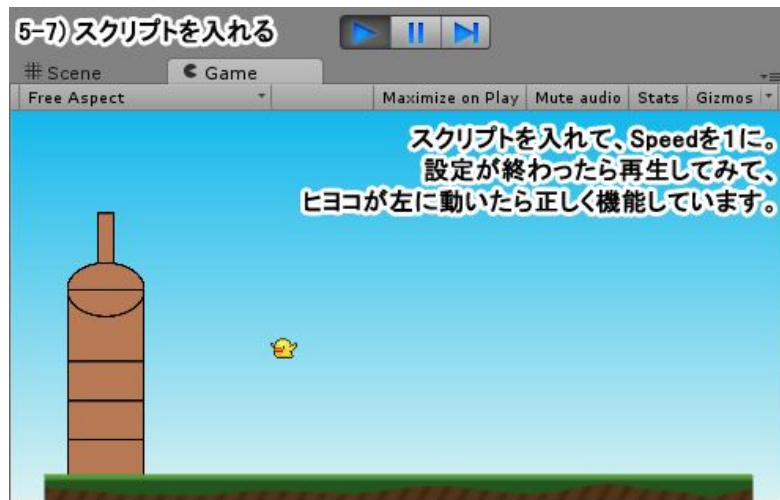 5-7) スクリプトを入れる
# Scene
Game
Free Aspect
Maximize on Play Mute audio Stats Gizmos
スクリプトを入れて、Speedを1に。
設定が終わったら再生してみて、
ヒヨコが左に動いたら正しく機能しています。